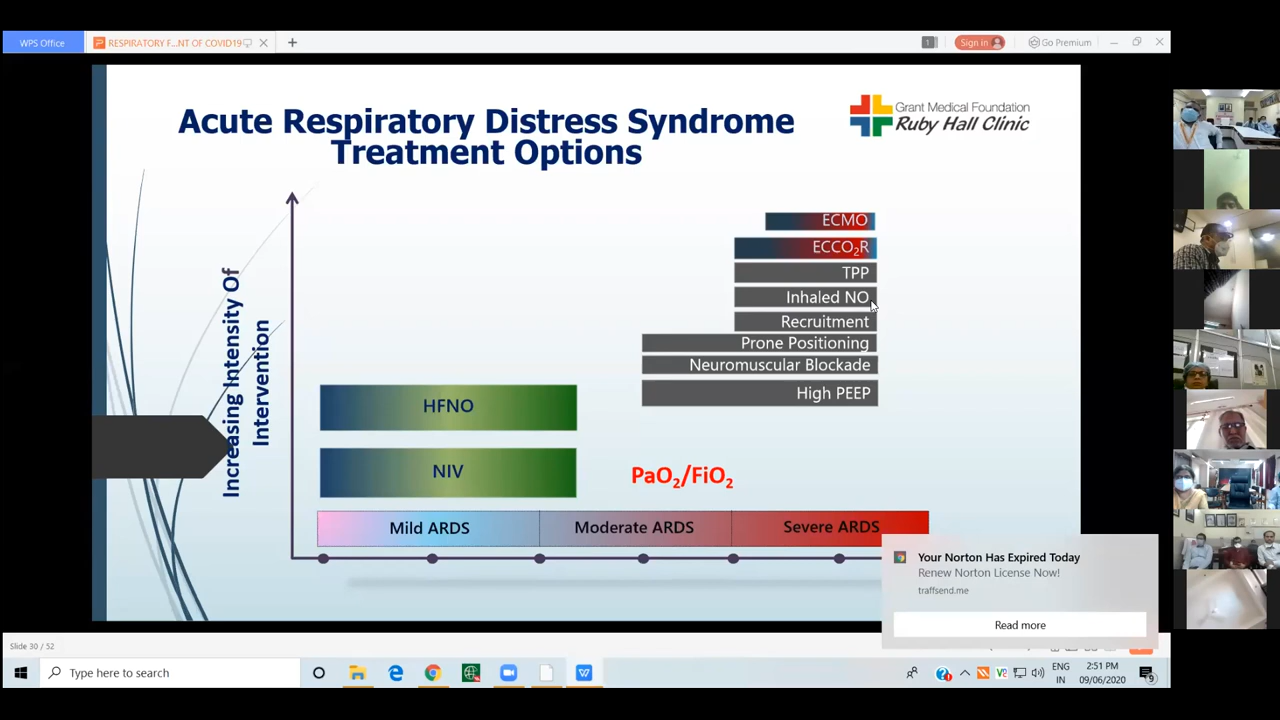 WPS Office
RESPIRATORY F...NT OF COVID19
1
Sign in
Go Premium
Acute Respiratory Distress Syndrome
Treatment Options
Grant Medical Foundation
Ruby Hall Clinic
Increasing Intensity Of
Intervention
ECMO
ECCO₂R
TPP
Inhaled NO
Recruitment
Prone Positioning
Neuromuscular Blockade
High PEEP
HFNO
NIV
PaO₂/FiO₂
Mild ARDS
Moderate ARDS
Severe ARDS
Your Norton Has Expired Today
Renew Norton License Now!
traffsend.me
Read more
Slide 30 / 52
Type here to search
ENG
IN
2:51 PM
09/06/2020
9